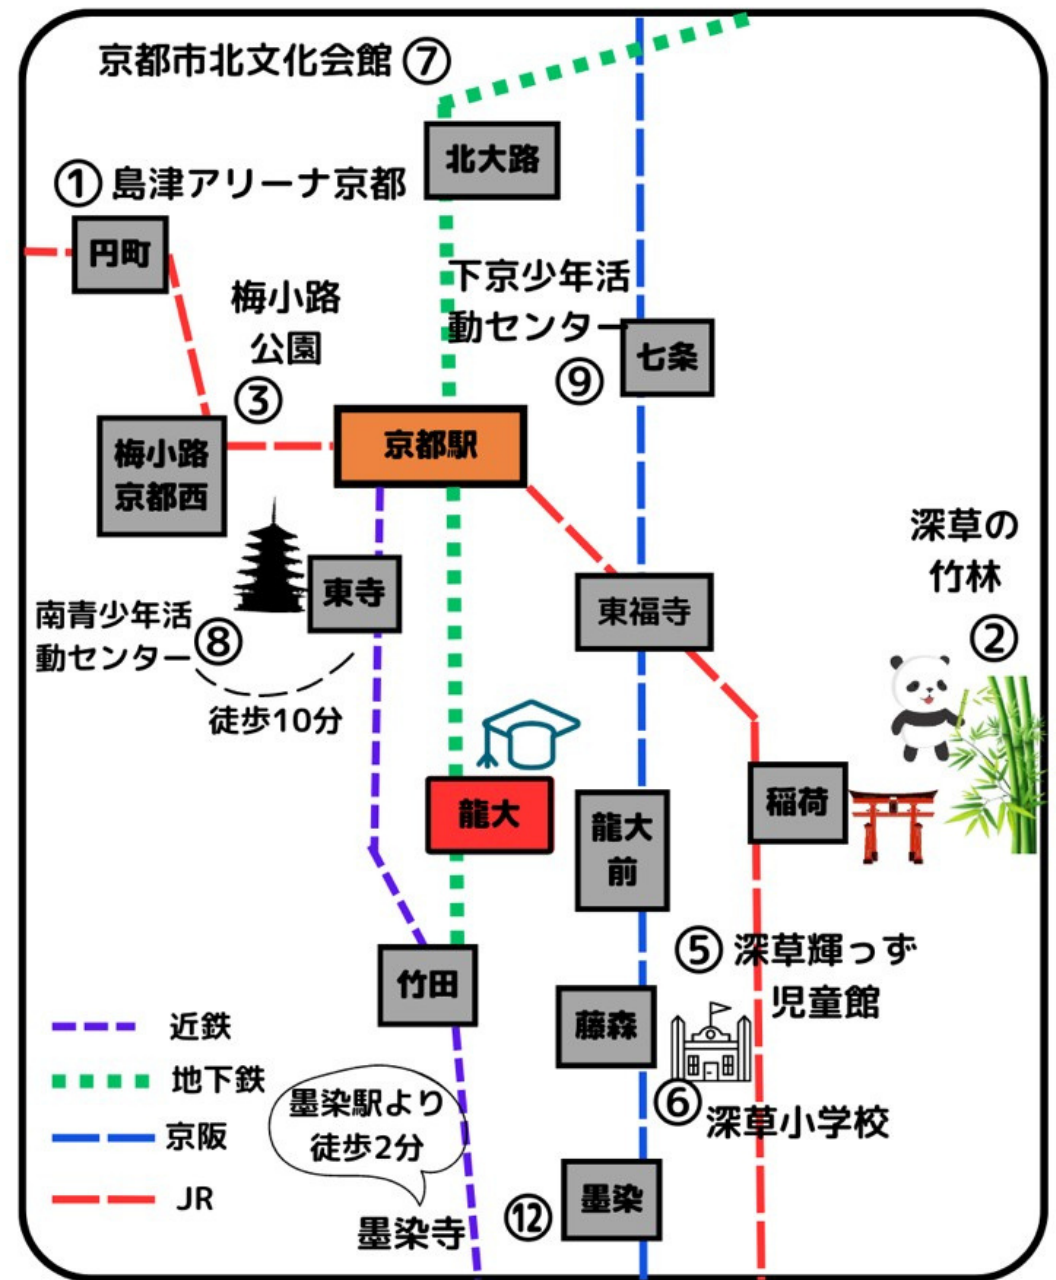 京都市北文化会館 ⑦
北大路
① 島津アリーナ京都
円町
下京少年活
動センター
⑨
七条
梅小路
公園
③
梅小路
京都西
京都駅
深草の
竹林
②
東寺
東福寺
南青少年活
動センター
⑧
徒歩10分
龍大
龍大
前
稲荷
⑤ 深草輝っず
児童館
竹田
藤森
⑥ 深草小学校
近鉄
地下鉄
京阪
JR
墨染駅より
徒歩2分
墨染寺
⑫
墨染